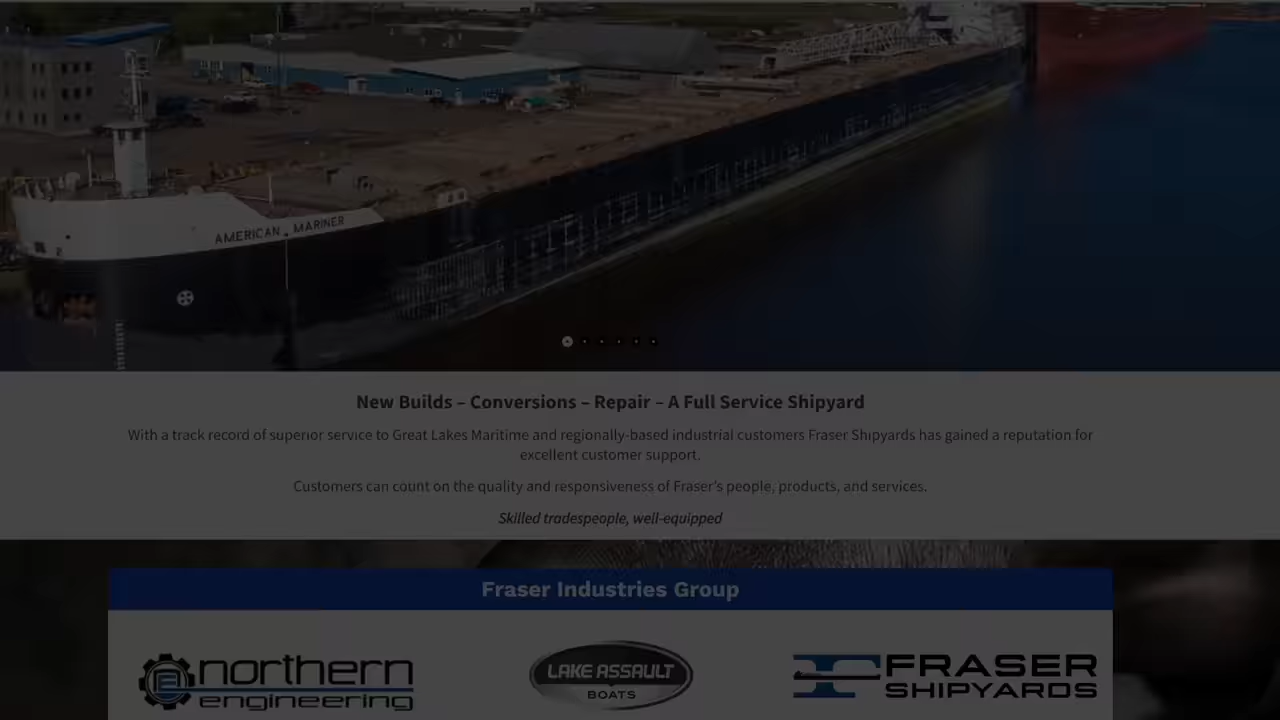 AMERICAN MARINER
New Builds – Conversions – Repair – A Full Service Shipyard
With a track record of superior service to Great Lakes Maritime and regionally-based industrial customers Fraser Shipyards has gained a reputation for
excellent customer support.
Customers can count on the quality and responsiveness of Fraser's people, products, and services.
Skilled tradespeople, well-equipped
Fraser Industries Group
northern
engineering
LAKE ASSAULT
BOATS
FRASER
SHIPYARDS